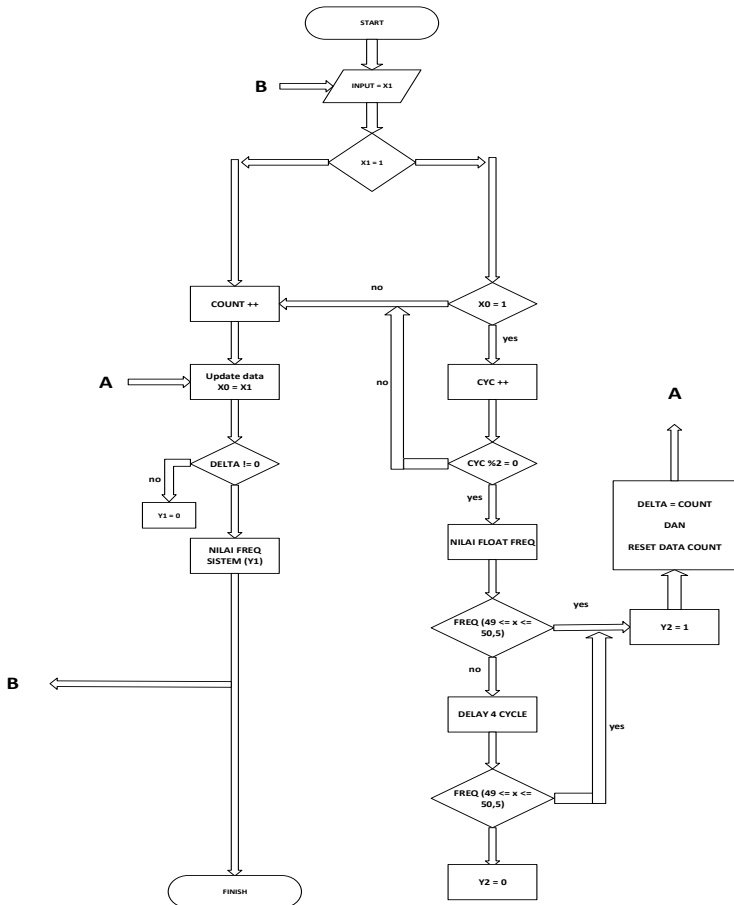 START
B
INPUT = X1
X1 = 1
COUNT ++
no
X0 = 1
yes
A
Update data
X0 = X1
no
CYC ++
A
DELTA != 0
no
CYC %2 = 0
yes
Y1 = 0
NILAI FREQ
SISTEM (Y1)
NILAI FLOAT FREQ
DELTA = COUNT
DAN
RESET DATA COUNT
FREQ (49 <= x <=
50,5)
yes
Y2 = 1
no
B
DELAY 4 CYCLE
yes
FREQ (49 <= x <=
50,5)
Y2 = 0
FINISH